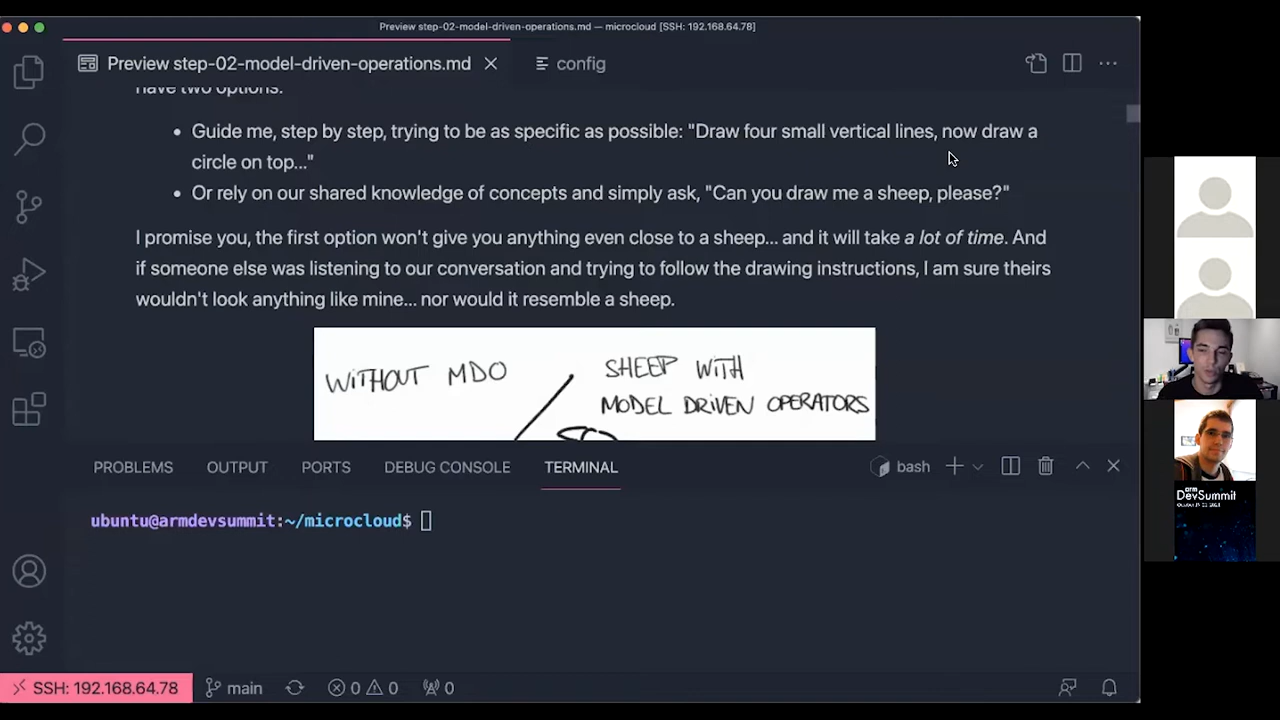 Preview step-02-model-driven-operations.md — microcloud [SSH: 192.168.64.78]
Preview step-02-model-driven-operations.md
config
have two options:
Guide me, step by step, trying to be as specific as possible: "Draw four small vertical lines, now draw a
circle on top..."
Or rely on our shared knowledge of concepts and simply ask, "Can you draw me a sheep, please?"
I promise you, the first option won't give you anything even close to a sheep... and it will take a lot of time. And
if someone else was listening to our conversation and trying to follow the drawing instructions, I am sure theirs
wouldn't look anything like mine... nor would it resemble a sheep.
WITHOUT MDO
SHEEP WITH
MODEL DRIVEN OPERATORS
PROBLEMS OUTPUT PORTS DEBUG CONSOLE TERMINAL
bash
ubuntu@armdevsummit:~/microcloud$
SSH: 192.168.64.78
main
0 0
0
arm
DevSummit